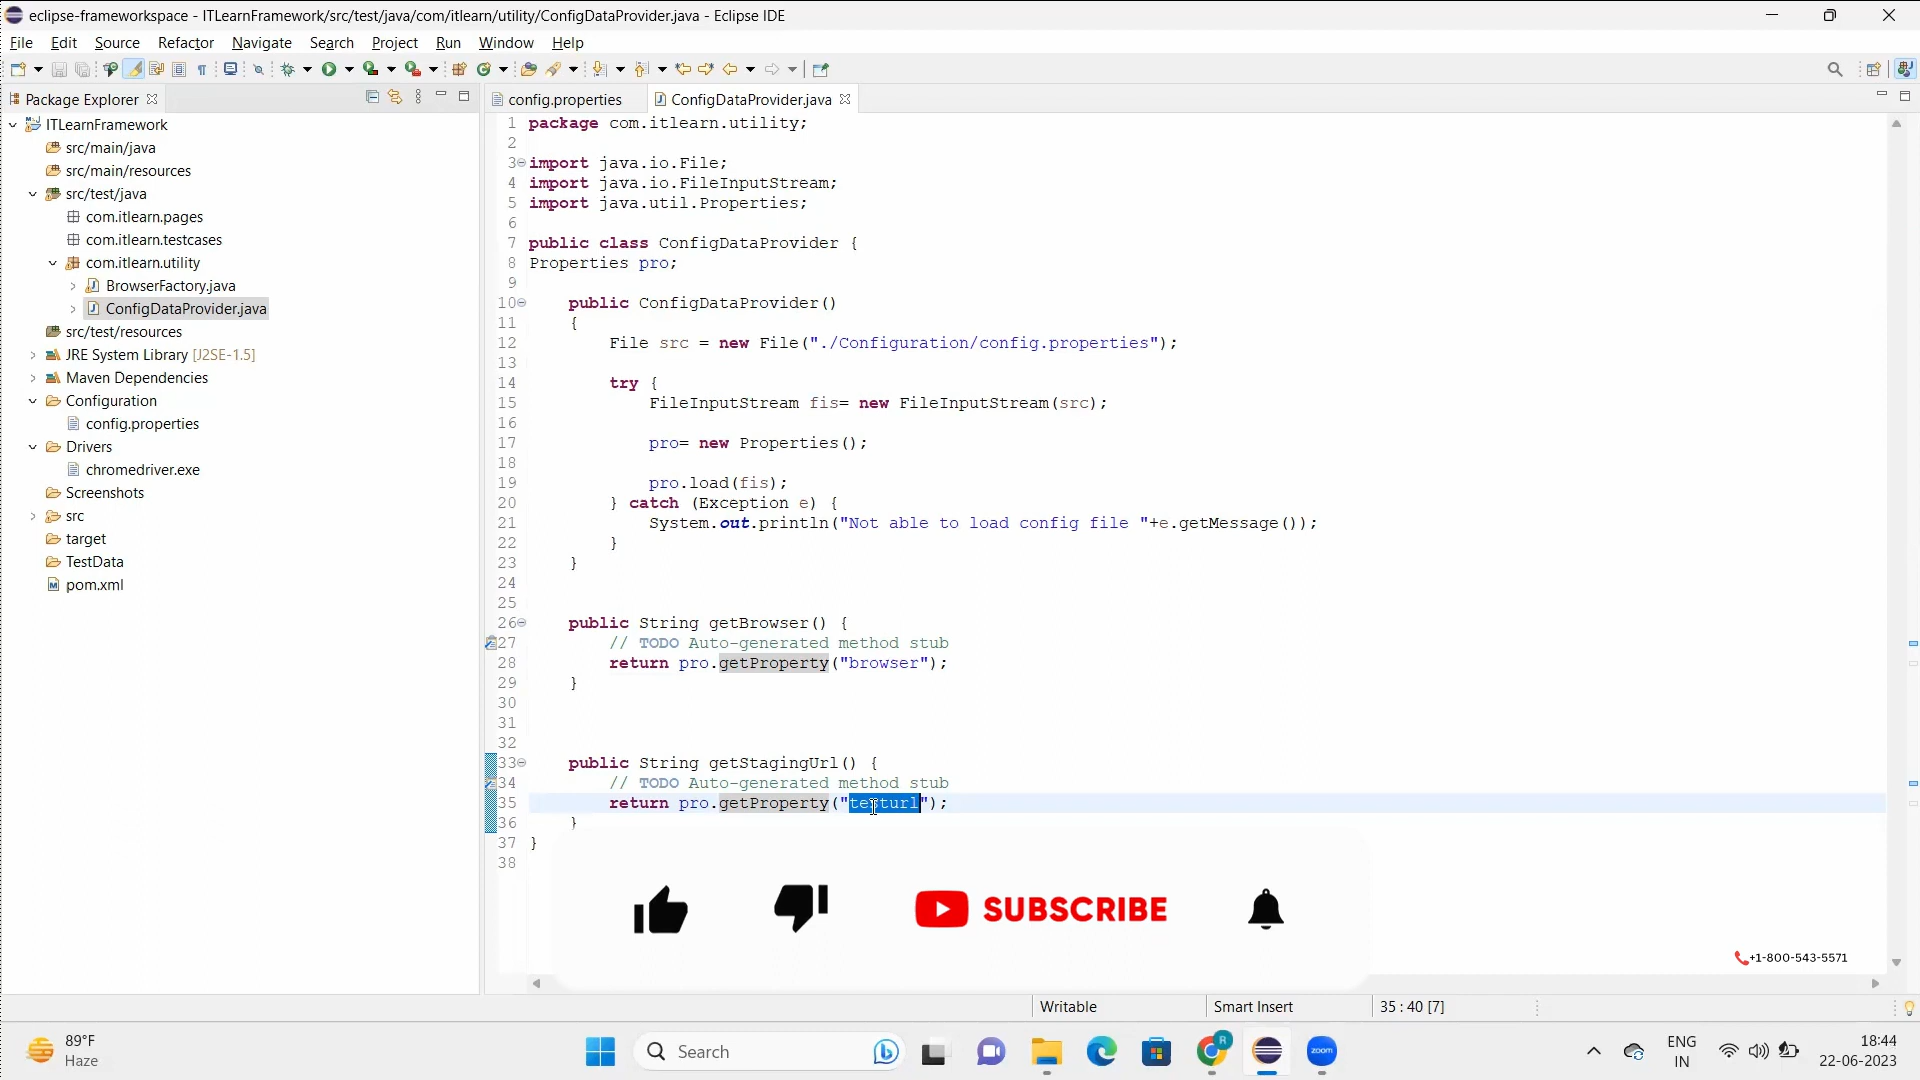 eclipse-frameworkspace - ITLearnFramework/src/test/java/com/itlearn/utility/ConfigDataProvider.java - Eclipse IDE
File Edit Source Refactor Navigate Search Project Run Window Help
Package Explorer
ITLearnFramework
src/main/java
src/main/resources
src/test/java
com.itlearn.pages
com.itlearn.testcases
com.itlearn.utility
BrowserFactory.java
ConfigDataProvider.java
src/test/resources
JRE System Library [J2SE-1.5]
Maven Dependencies
Configuration
config.properties
Drivers
chromedriver.exe
Screenshots
src
target
TestData
pom.xml
config.properties ConfigDataProvider.java
1 package com.itlearn.utility;
2
3 import java.io.File;
4 import java.io.FileInputStream;
5 import java.util.Properties;
6
7 public class ConfigDataProvider {
8 Properties pro;
9
10 public ConfigDataProvider()
11 {
12 File src = new File("./Configuration/config.properties");
13
14 try {
15 FileInputStream fis= new FileInputStream(src);
16
17 pro= new Properties();
18
19 pro.load(fis);
20 } catch (Exception e) {
21 System.out.println("Not able to load config file "+e.getMessage());
22 }
23 }
24
25
26 public String getBrowser() {
27 // TODO Auto-generated method stub
28 return pro.getProperty("browser");
29 }
30
31
32
33 public String getStagingUrl() {
34 // TODO Auto-generated method stub
35 return pro.getProperty("testurl");
36 }
37 }
38
SUBSCRIBE
+1-800-543-5571
Writable Smart Insert 35 : 40 [7]
89°F
Haze
Search
R
zoom
ENG
IN
18:44
22-06-2023